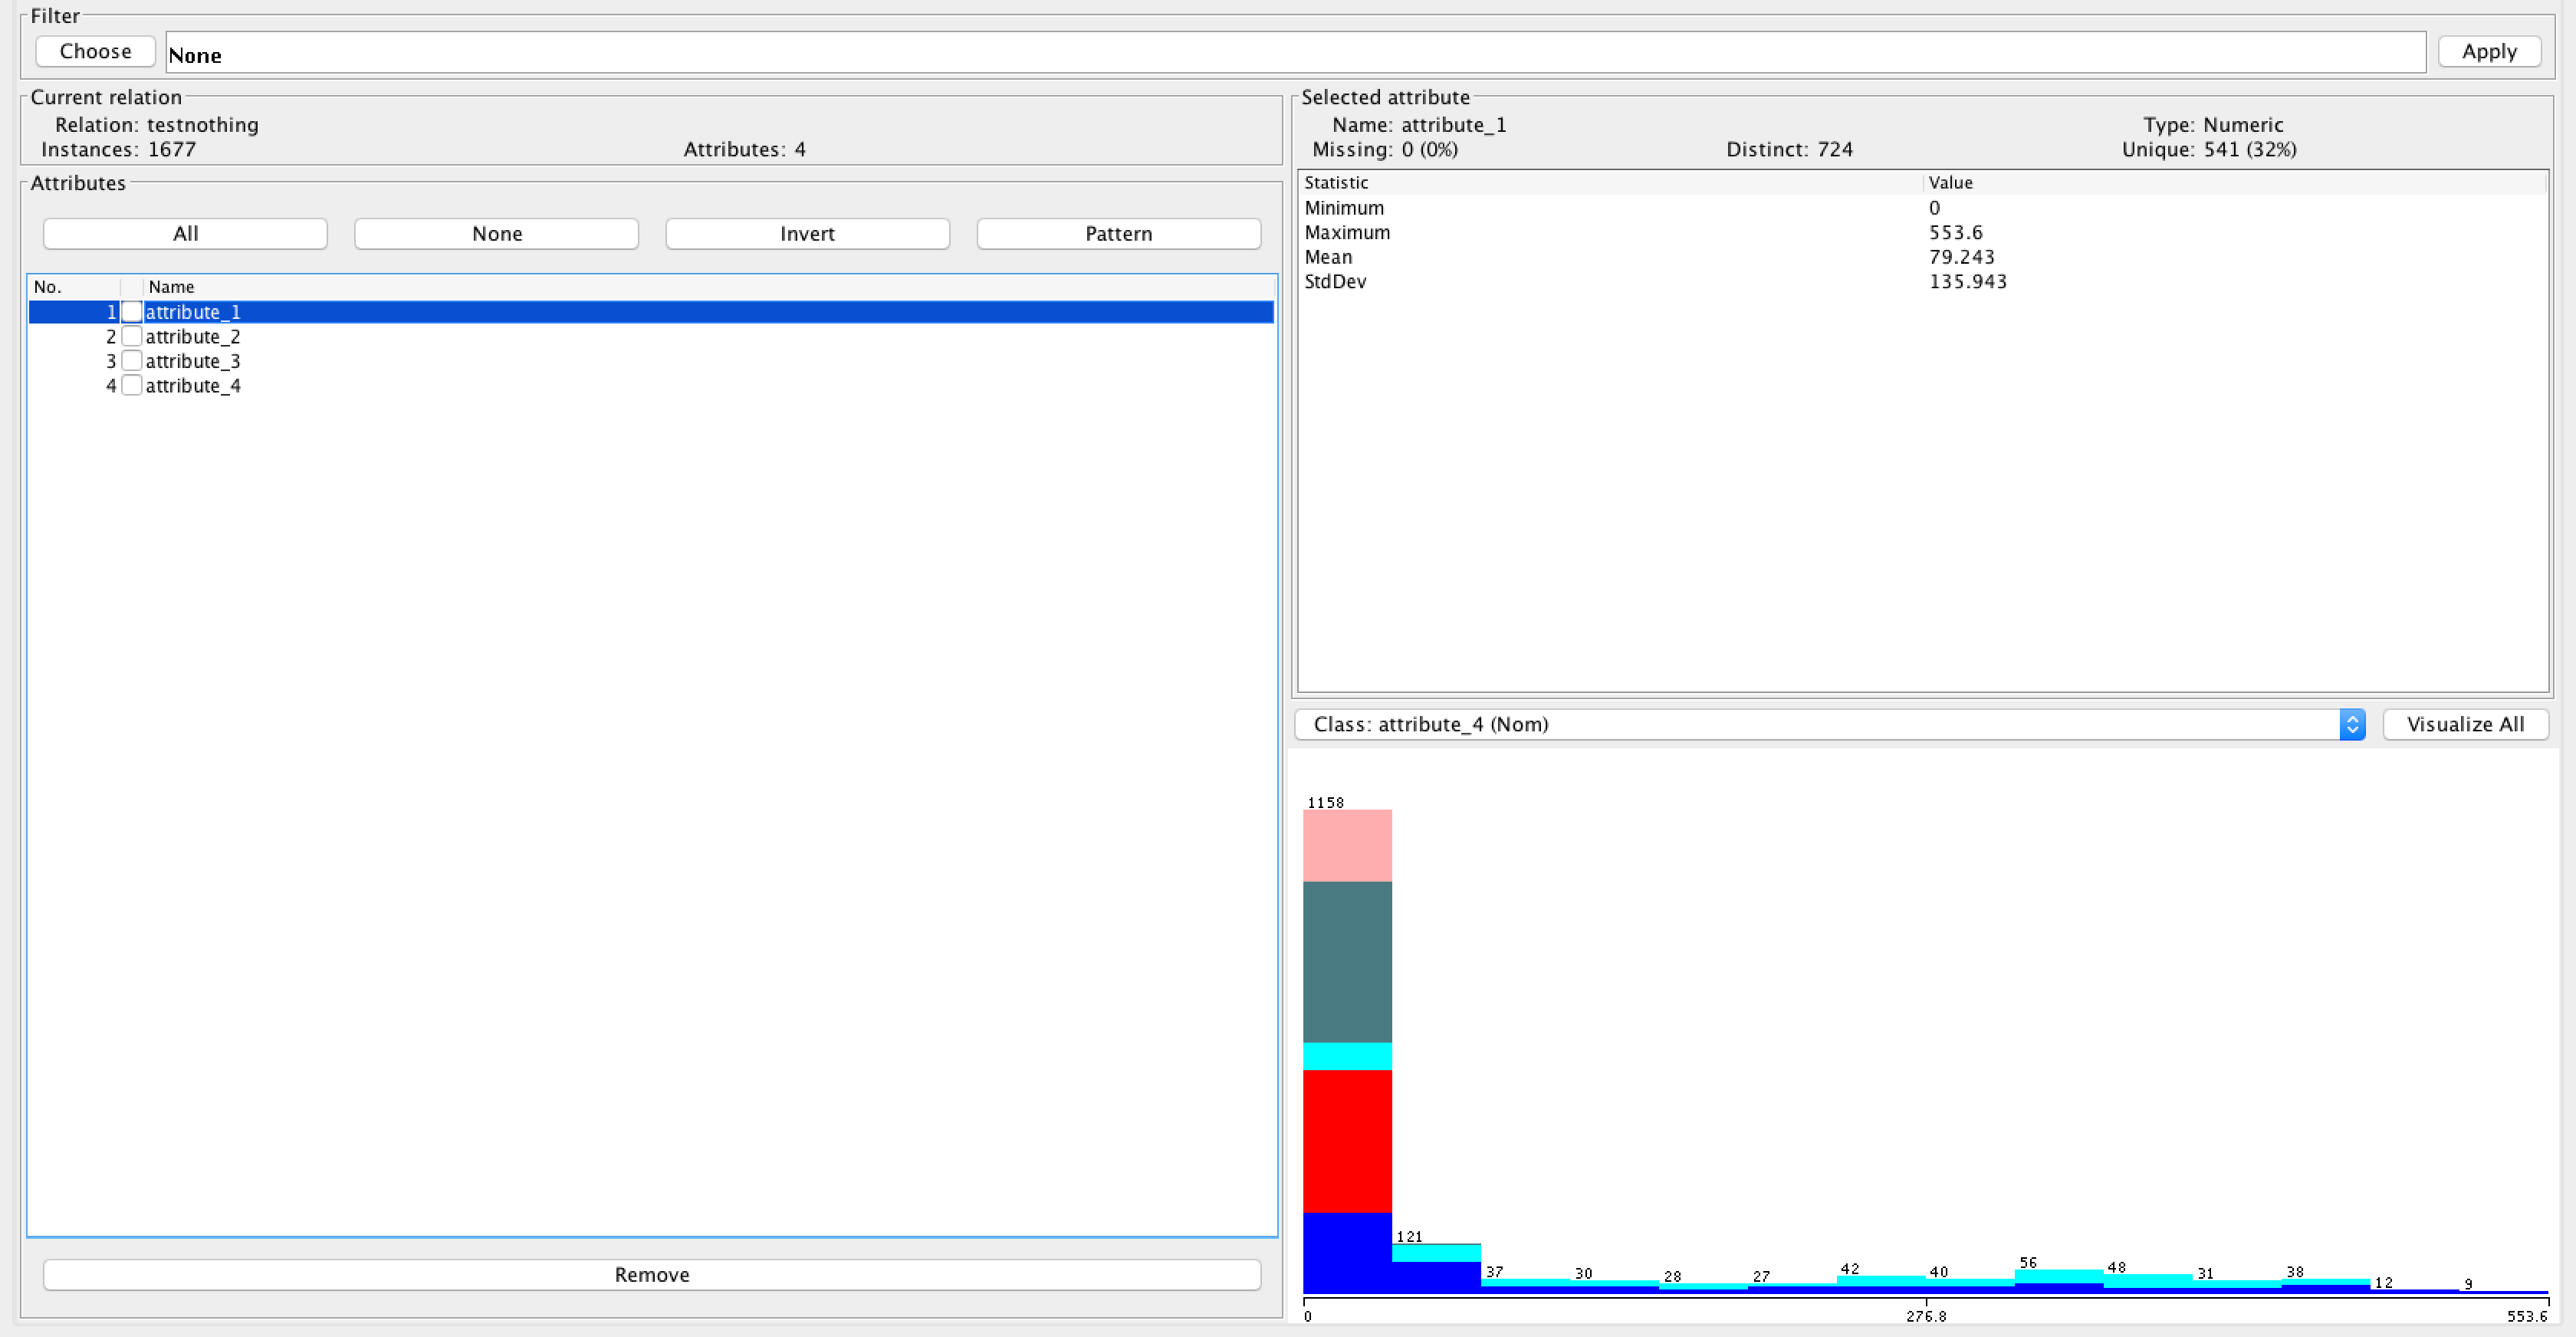 Filter
Choose None Apply
Current relation
Relation: testnothing
Instances: 1677 Attributes: 4
Attributes
All None Invert Pattern
No. Name
1 attribute_1
2 attribute_2
3 attribute_3
4 attribute_4
Remove
Selected attribute
Name: attribute_1 Type: Numeric
Missing: 0 (0%) Distinct: 724 Unique: 541 (32%)
Statistic Value
Minimum 0
Maximum 553.6
Mean 79.243
StdDev 135.943
Class: attribute_4 (Nom) Visualize All
1158
121
37 30 28 27 42 40 56 48 31 38 12 9
0 276.8 553.6